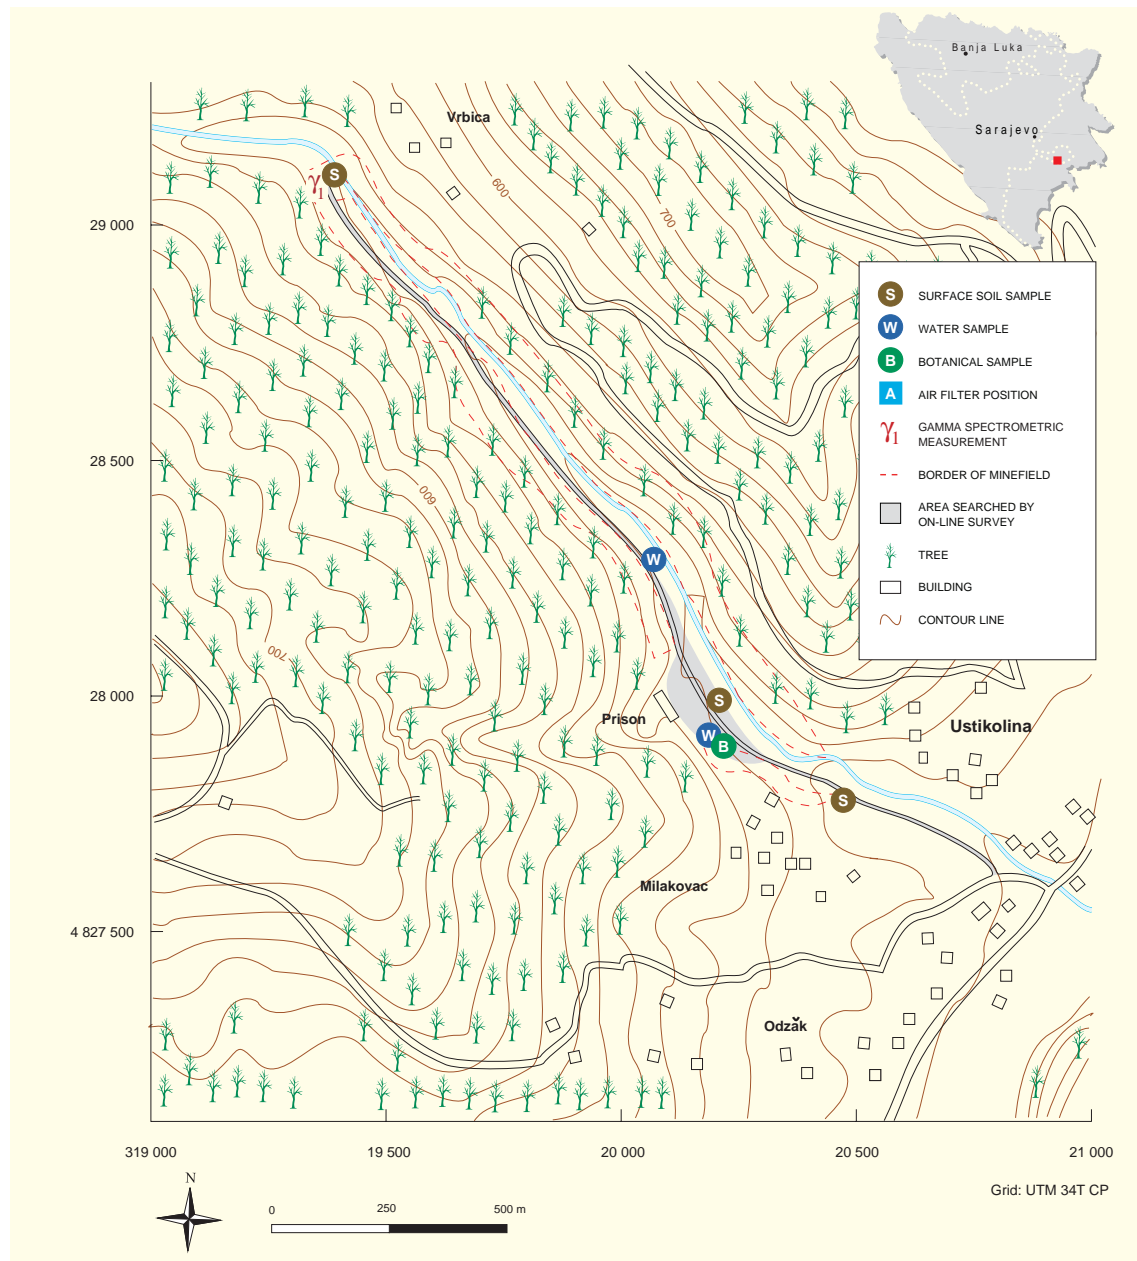 Banja Luka
Sarajevo
Vrbica
S
γ1
600
700
29 000
S SURFACE SOIL SAMPLE
W WATER SAMPLE
B BOTANICAL SAMPLE
A AIR FILTER POSITION
γ1 GAMMA SPECTROMETRIC
MEASUREMENT
BORDER OF MINEFIELD
AREA SEARCHED BY
ON-LINE SURVEY
TREE
BUILDING
CONTOUR LINE
28 500
600
W
700
28 000
S
Prison
W
B
Ustikolina
S
Milakovac
4 827 500
Odzǎk
319 000
19 500
20 000
20 500
21 000
N
0
250
500 m
Grid: UTM 34T CP